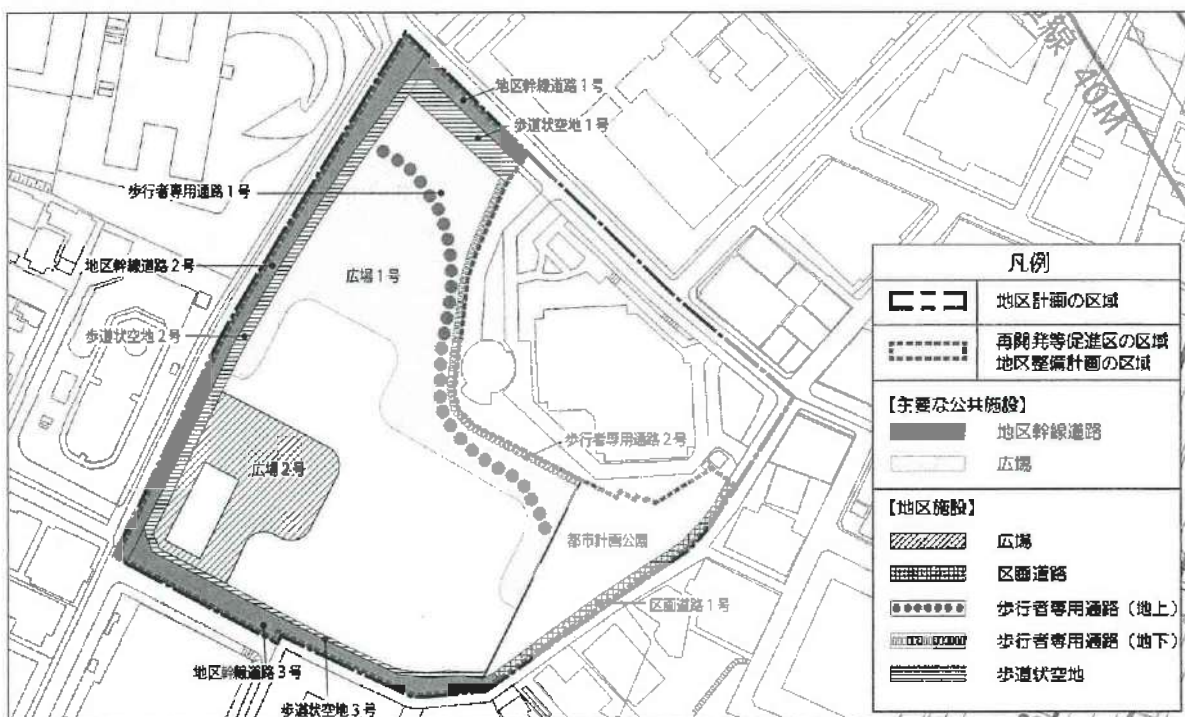 線 40M
地区幹線道路1号
歩道状空地1号
歩行者専用通路1号
地区幹線道路2号
広場1号
歩道状空地2号
歩行者専用通路2号
広場2号
都市計画公園
区画道路1号
地区幹線道路3号
歩道状空地3号
凡例
地区計画の区域
再開発等促進区の区域
地区整備計画の区域
【主要な公共施設】
地区幹線道路
広場
【地区施設】
広場
区画道路
歩行者専用通路(地上)
歩行者専用通路(地下)
歩道状空地